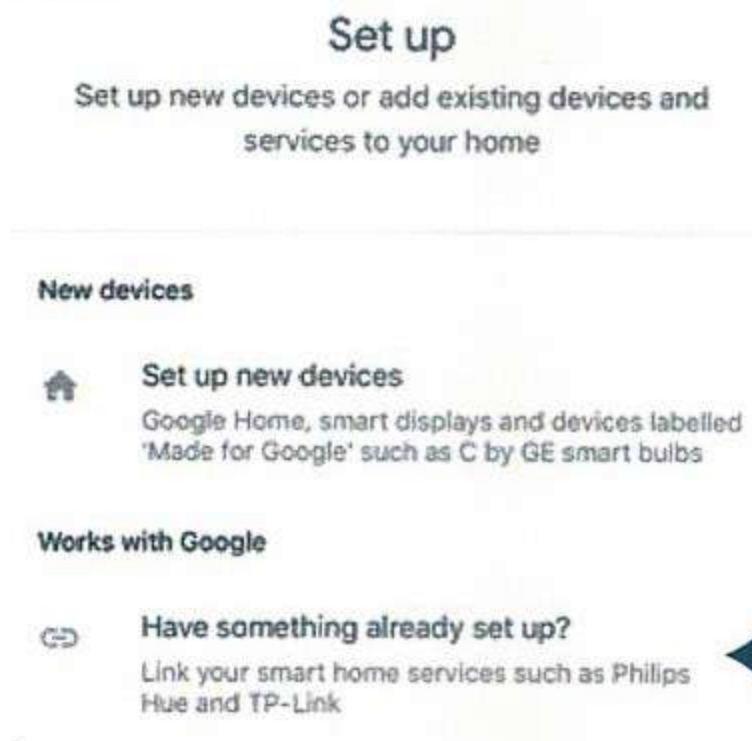 Set up
Set up new devices or add existing devices and
services to your home
New devices
Set up new devices
Google Home, smart displays and devices labelled
'Made for Google' such as C by GE smart bulbs
Works with Google
Have something already set up?
Link your smart home services such as Philips
Hue and TP-Link